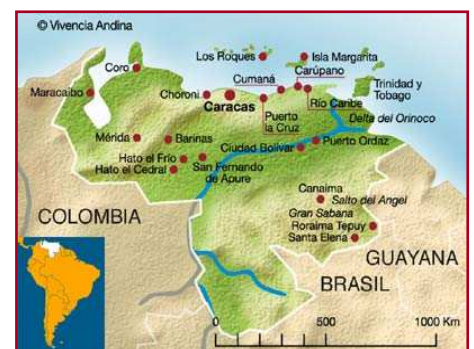 © Vivencia Andina
Los Roques
Isla Margarita
Coro
Cumaná
Carúpano
Trinidad y
Tobago
Maracaibo
Choroní
Caracas
Río Caribe
Puerto
la Cruz
Delta del Orinoco
Mérida
Barinas
Ciudad Bolívar
Puerto Ordaz
Hato el Frío
Hato el Cedral
San Fernando
de Apure
Canaima
Salto del Angel
Gran Sabana
Roraima Tepuy
Santa Elena
COLOMBIA
GUAYANA
BRASIL
0
500
1000 Km